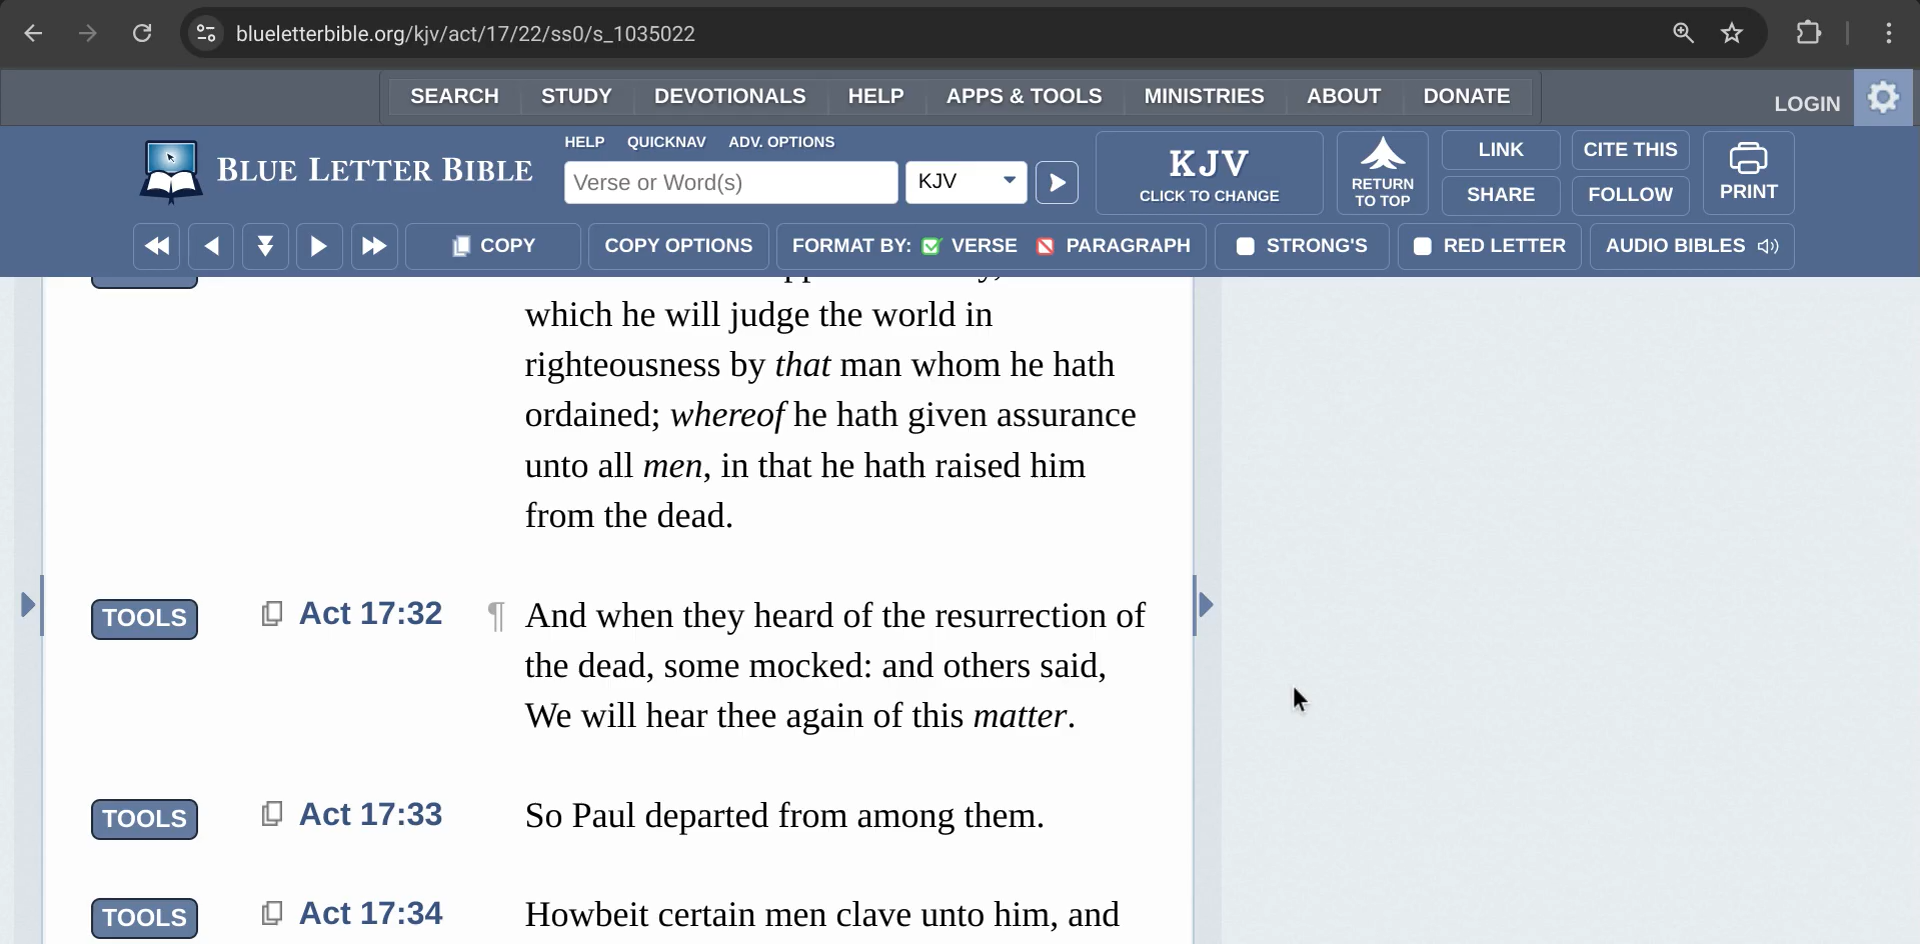 blueletterbible.org/kjv/act/17/22/ss0/s_1035022
SEARCH STUDY DEVOTIONALS HELP APPS & TOOLS MINISTRIES ABOUT DONATE LOGIN
HELP QUICKNAV ADV. OPTIONS
BLUE LETTER BIBLE
Verse or Word(s) KJV
KJV
CLICK TO CHANGE
RETURN
TO TOP
LINK CITE THIS
SHARE FOLLOW
PRINT
COPY COPY OPTIONS FORMAT BY: VERSE PARAGRAPH STRONG'S RED LETTER AUDIO BIBLES
which he will judge the world in
righteousness by that man whom he hath
ordained; whereof he hath given assurance
unto all men, in that he hath raised him
from the dead.
TOOLS Act 17:32 ¶ And when they heard of the resurrection of
the dead, some mocked: and others said,
We will hear thee again of this matter.
TOOLS Act 17:33 So Paul departed from among them.
TOOLS Act 17:34 Howbeit certain men clave unto him, and